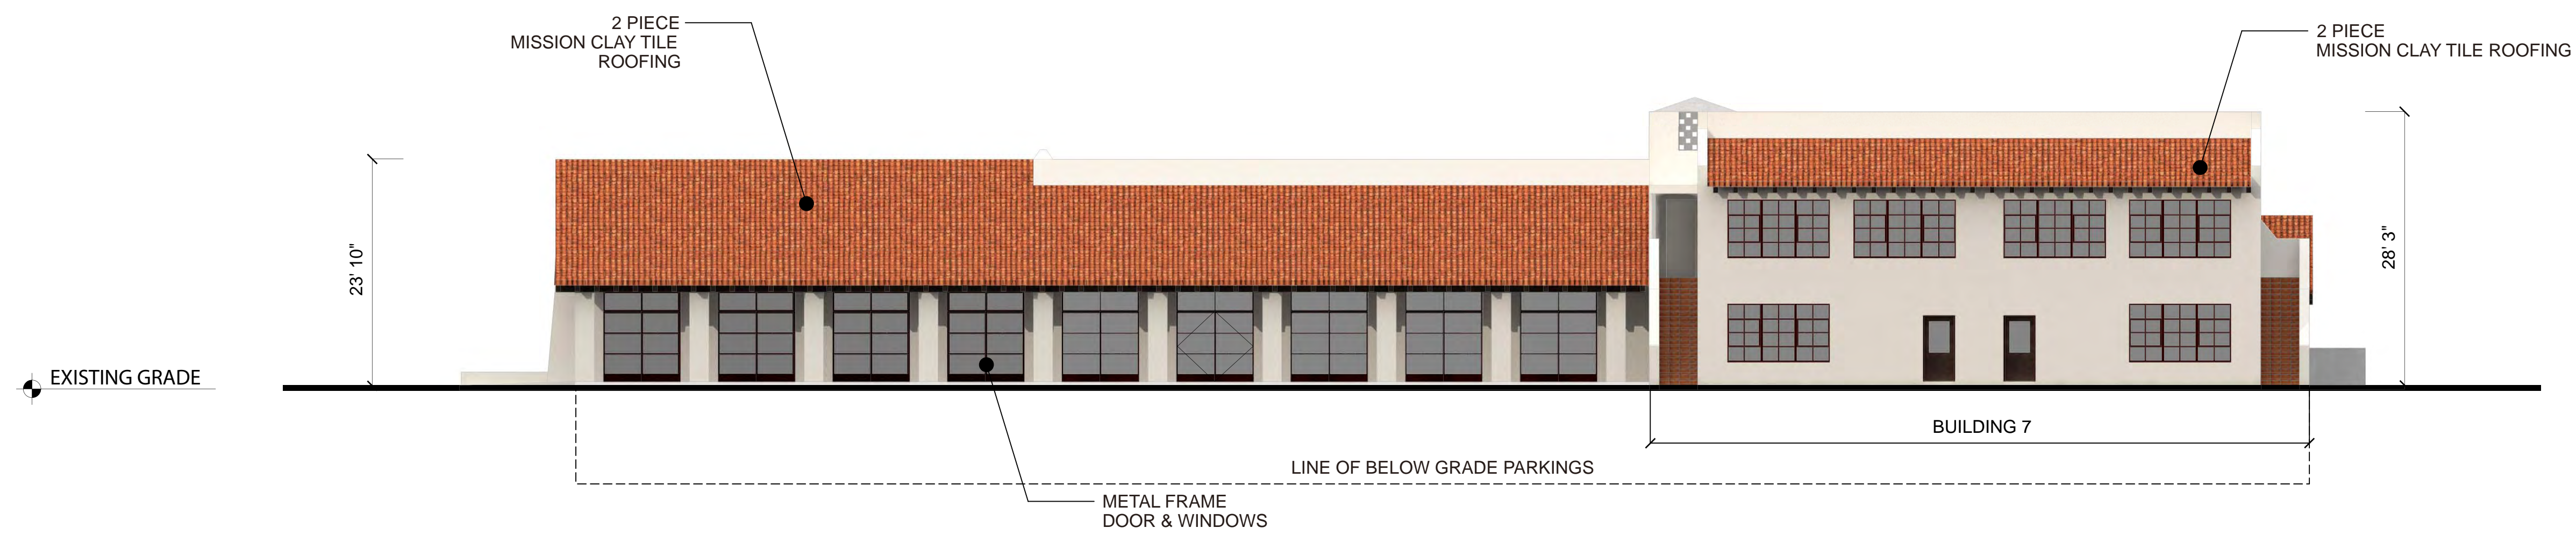 2 PIECE
MISSION CLAY TILE
ROOFING
2 PIECE
MISSION CLAY TILE ROOFING
23' 10"
28' 3"
EXISTING GRADE
BUILDING 7
LINE OF BELOW GRADE PARKINGS
METAL FRAME
DOOR & WINDOWS